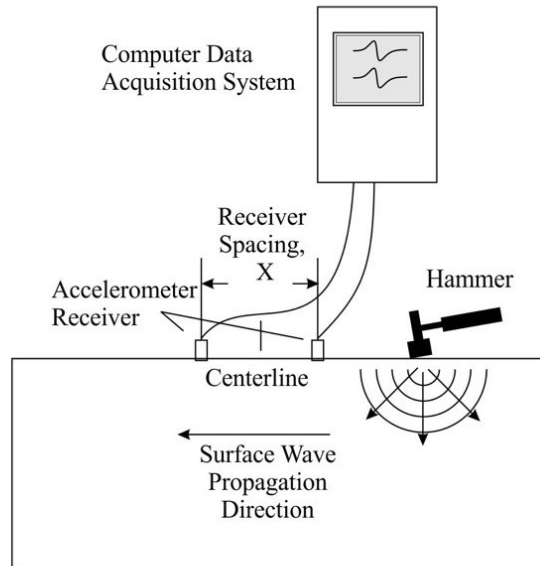 Computer Data
Acquisition System
Receiver
Spacing,
X
Hammer
Accelerometer
Receiver
Centerline
Surface Wave
Propagation
Direction